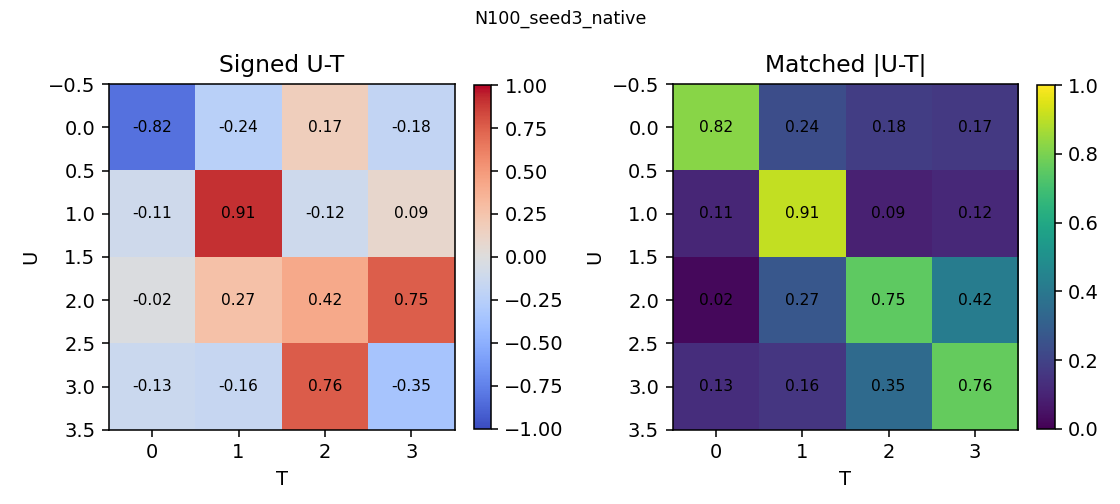 N100_seed3_native
Signed U-T
−0.5
0.0
0.5
1.0
1.5
2.0
2.5
3.0
3.5
U
-0.82 -0.24 0.17 -0.18
-0.11 0.91 -0.12 0.09
-0.02 0.27 0.42 0.75
-0.13 -0.16 0.76 -0.35
0 1 2 3
T
1.00
0.75
0.50
0.25
0.00
−0.25
−0.50
−0.75
−1.00
Matched |U-T|
−0.5
0.0
0.5
1.0
1.5
2.0
2.5
3.0
3.5
U
0.82 0.24 0.18 0.17
0.11 0.91 0.09 0.12
0.02 0.27 0.75 0.42
0.13 0.16 0.35 0.76
0 1 2 3
T
1.0
0.8
0.6
0.4
0.2
0.0